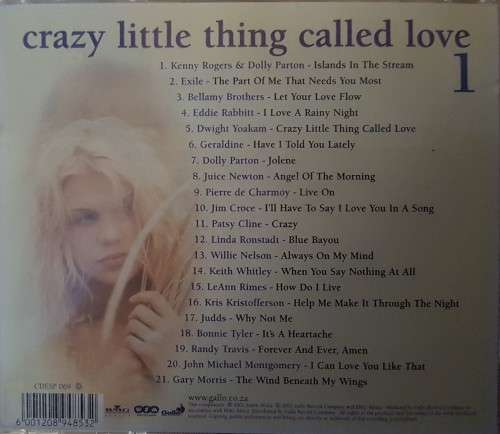 crazy little thing called love
1
1. Kenny Rogers & Dolly Parton - Islands In The Stream
2. Exile - The Part Of Me That Needs You Most
3. Bellamy Brothers - Let Your Love Flow
4. Eddie Rabbitt - I Love A Rainy Night
5. Dwight Yoakam - Crazy Little Thing Called Love
6. Geraldine - Have I Told You Lately
7. Dolly Parton - Jolene
8. Juice Newton - Angel Of The Morning
9. Pierre de Charmoy - Live On
10. Jim Croce - I'll Have To Say I Love You In A Song
11. Patsy Cline - Crazy
12. Linda Ronstadt - Blue Bayou
13. Willie Nelson - Always On My Mind
14. Keith Whitley - When You Say Nothing At All
15. LeAnn Rimes - How Do I Live
16. Kris Kristofferson - Help Me Make It Through The Night
17. Judds - Why Not Me
18. Bonnie Tyler - It's A Heartache
19. Randy Travis - Forever And Ever, Amen
20. John Michael Montgomery - I Can Love You Like That
21. Gary Morris - The Wind Beneath My Wings
CDESP 069
www.gallo.co.za
BMG
Gallo
6 001208 948532